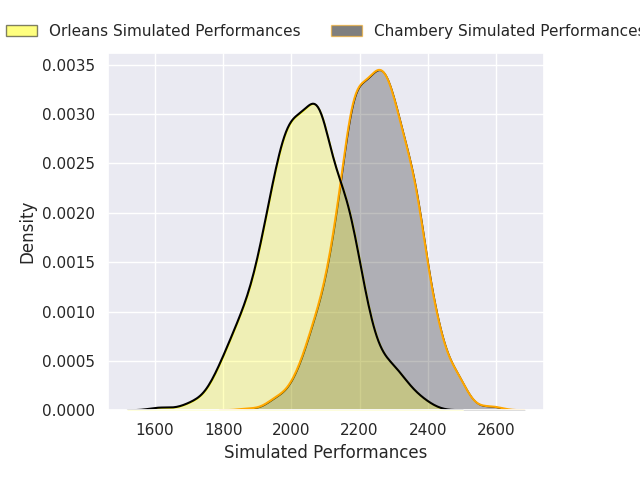 Orleans Simulated Performances
Chambery Simulated Performances
0.0035
0.0030
0.0025
0.0020
0.0015
0.0010
0.0005
0.0000
Density
1600 1800 2000 2200 2400 2600
Simulated Performances